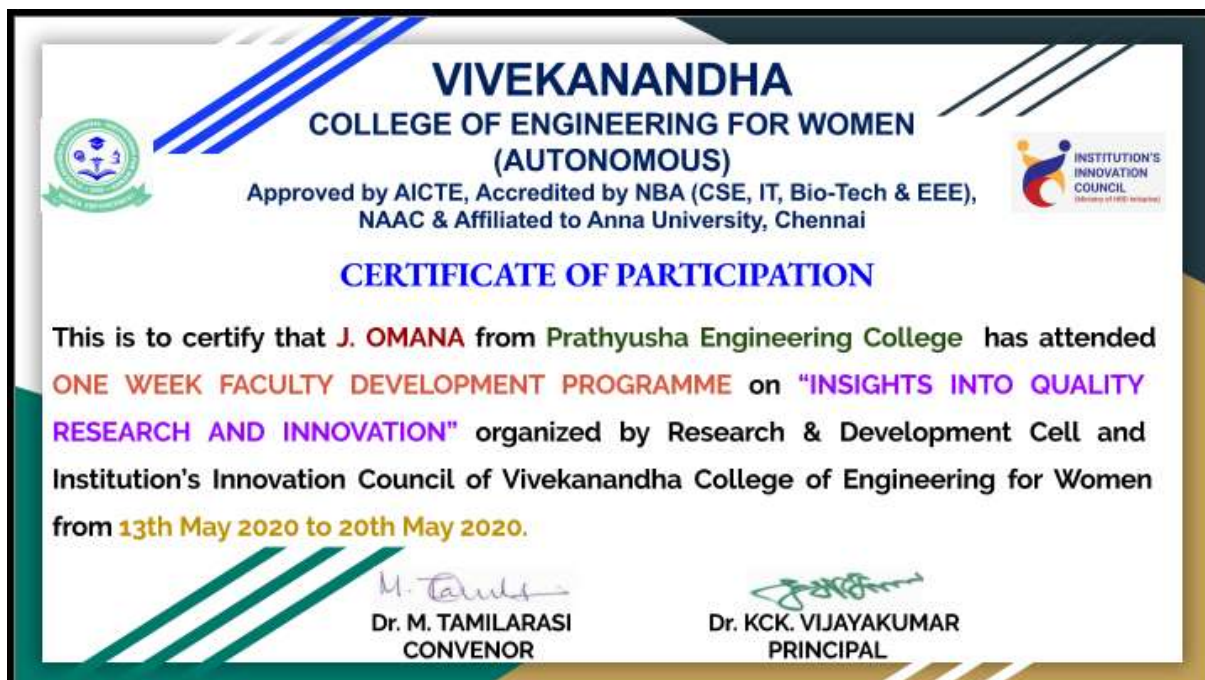 VIVEKANANDHA
COLLEGE OF ENGINEERING FOR WOMEN
(AUTONOMOUS)
Approved by AICTE, Accredited by NBA (CSE, IT, Bio-Tech & EEE),
NAAC & Affiliated to Anna University, Chennai
INSTITUTION'S
INNOVATION
COUNCIL
(Ministry of HRD Initiative)
CERTIFICATE OF PARTICIPATION
This is to certify that J. OMANA from Prathyusha Engineering College has attended
ONE WEEK FACULTY DEVELOPMENT PROGRAMME on “INSIGHTS INTO QUALITY
RESEARCH AND INNOVATION” organized by Research & Development Cell and
Institution’s Innovation Council of Vivekanandha College of Engineering for Women
from 13th May 2020 to 20th May 2020.
Dr. M. TAMILARASI
CONVENOR
Dr. KCK. VIJAYAKUMAR
PRINCIPAL